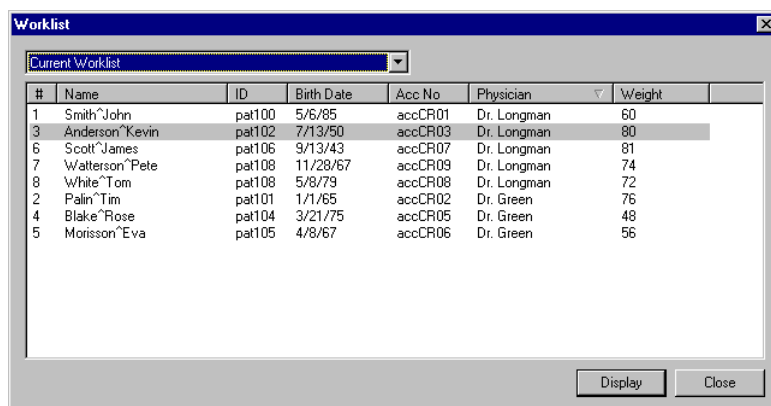 Worklist
Current Worklist
# Name ID Birth Date Acc No Physician Weight
1 Smith^John pat100 5/6/85 accCR01 Dr. Longman 60
3 Anderson^Kevin pat102 7/13/50 accCR03 Dr. Longman 80
6 Scott^James pat106 9/13/43 accCR07 Dr. Longman 81
7 Watterson^Pete pat108 11/28/67 accCR09 Dr. Longman 74
8 White^Tom pat108 5/8/79 accCR08 Dr. Longman 72
2 Palin^Tim pat101 1/1/65 accCR02 Dr. Green 76
4 Blake^Rose pat104 3/21/75 accCR05 Dr. Green 48
5 Morisson^Eva pat105 4/8/67 accCR06 Dr. Green 56
Display Close